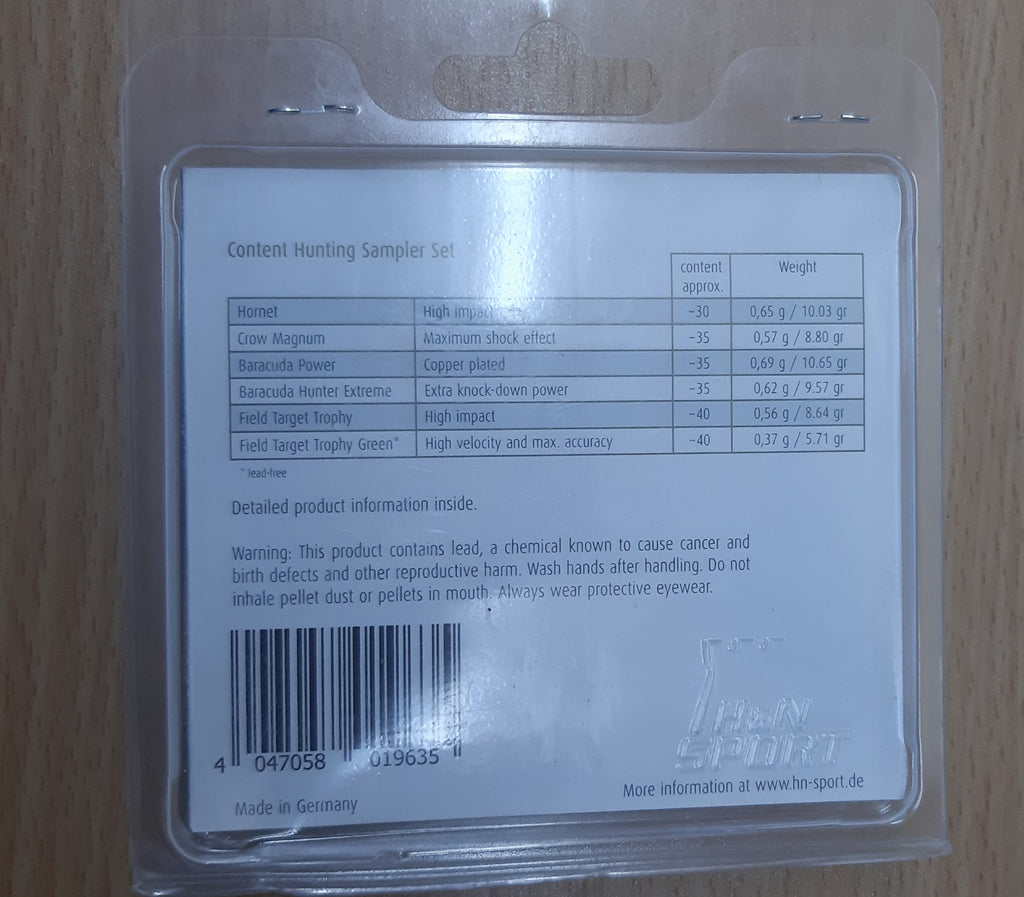 Content Hunting Sampler Set
content approx. Weight
Hornet High impact ~30 0,65 g / 10.03 gr
Crow Magnum Maximum shock effect ~35 0,57 g / 8.80 gr
Baracuda Power Copper plated ~35 0,69 g / 10.65 gr
Baracuda Hunter Extreme Extra knock-down power ~35 0,62 g / 9.57 gr
Field Target Trophy High impact ~40 0,56 g / 8.64 gr
Field Target Trophy Green* High velocity and max. accuracy ~40 0,37 g / 5.71 gr
* lead-free
Detailed product information inside.
Warning: This product contains lead, a chemical known to cause cancer and
birth defects and other reproductive harm. Wash hands after handling. Do not
inhale pellet dust or pellets in mouth. Always wear protective eyewear.
H&N
SPORT
4 047058 019635
More information at www.hn-sport.de
Made in Germany